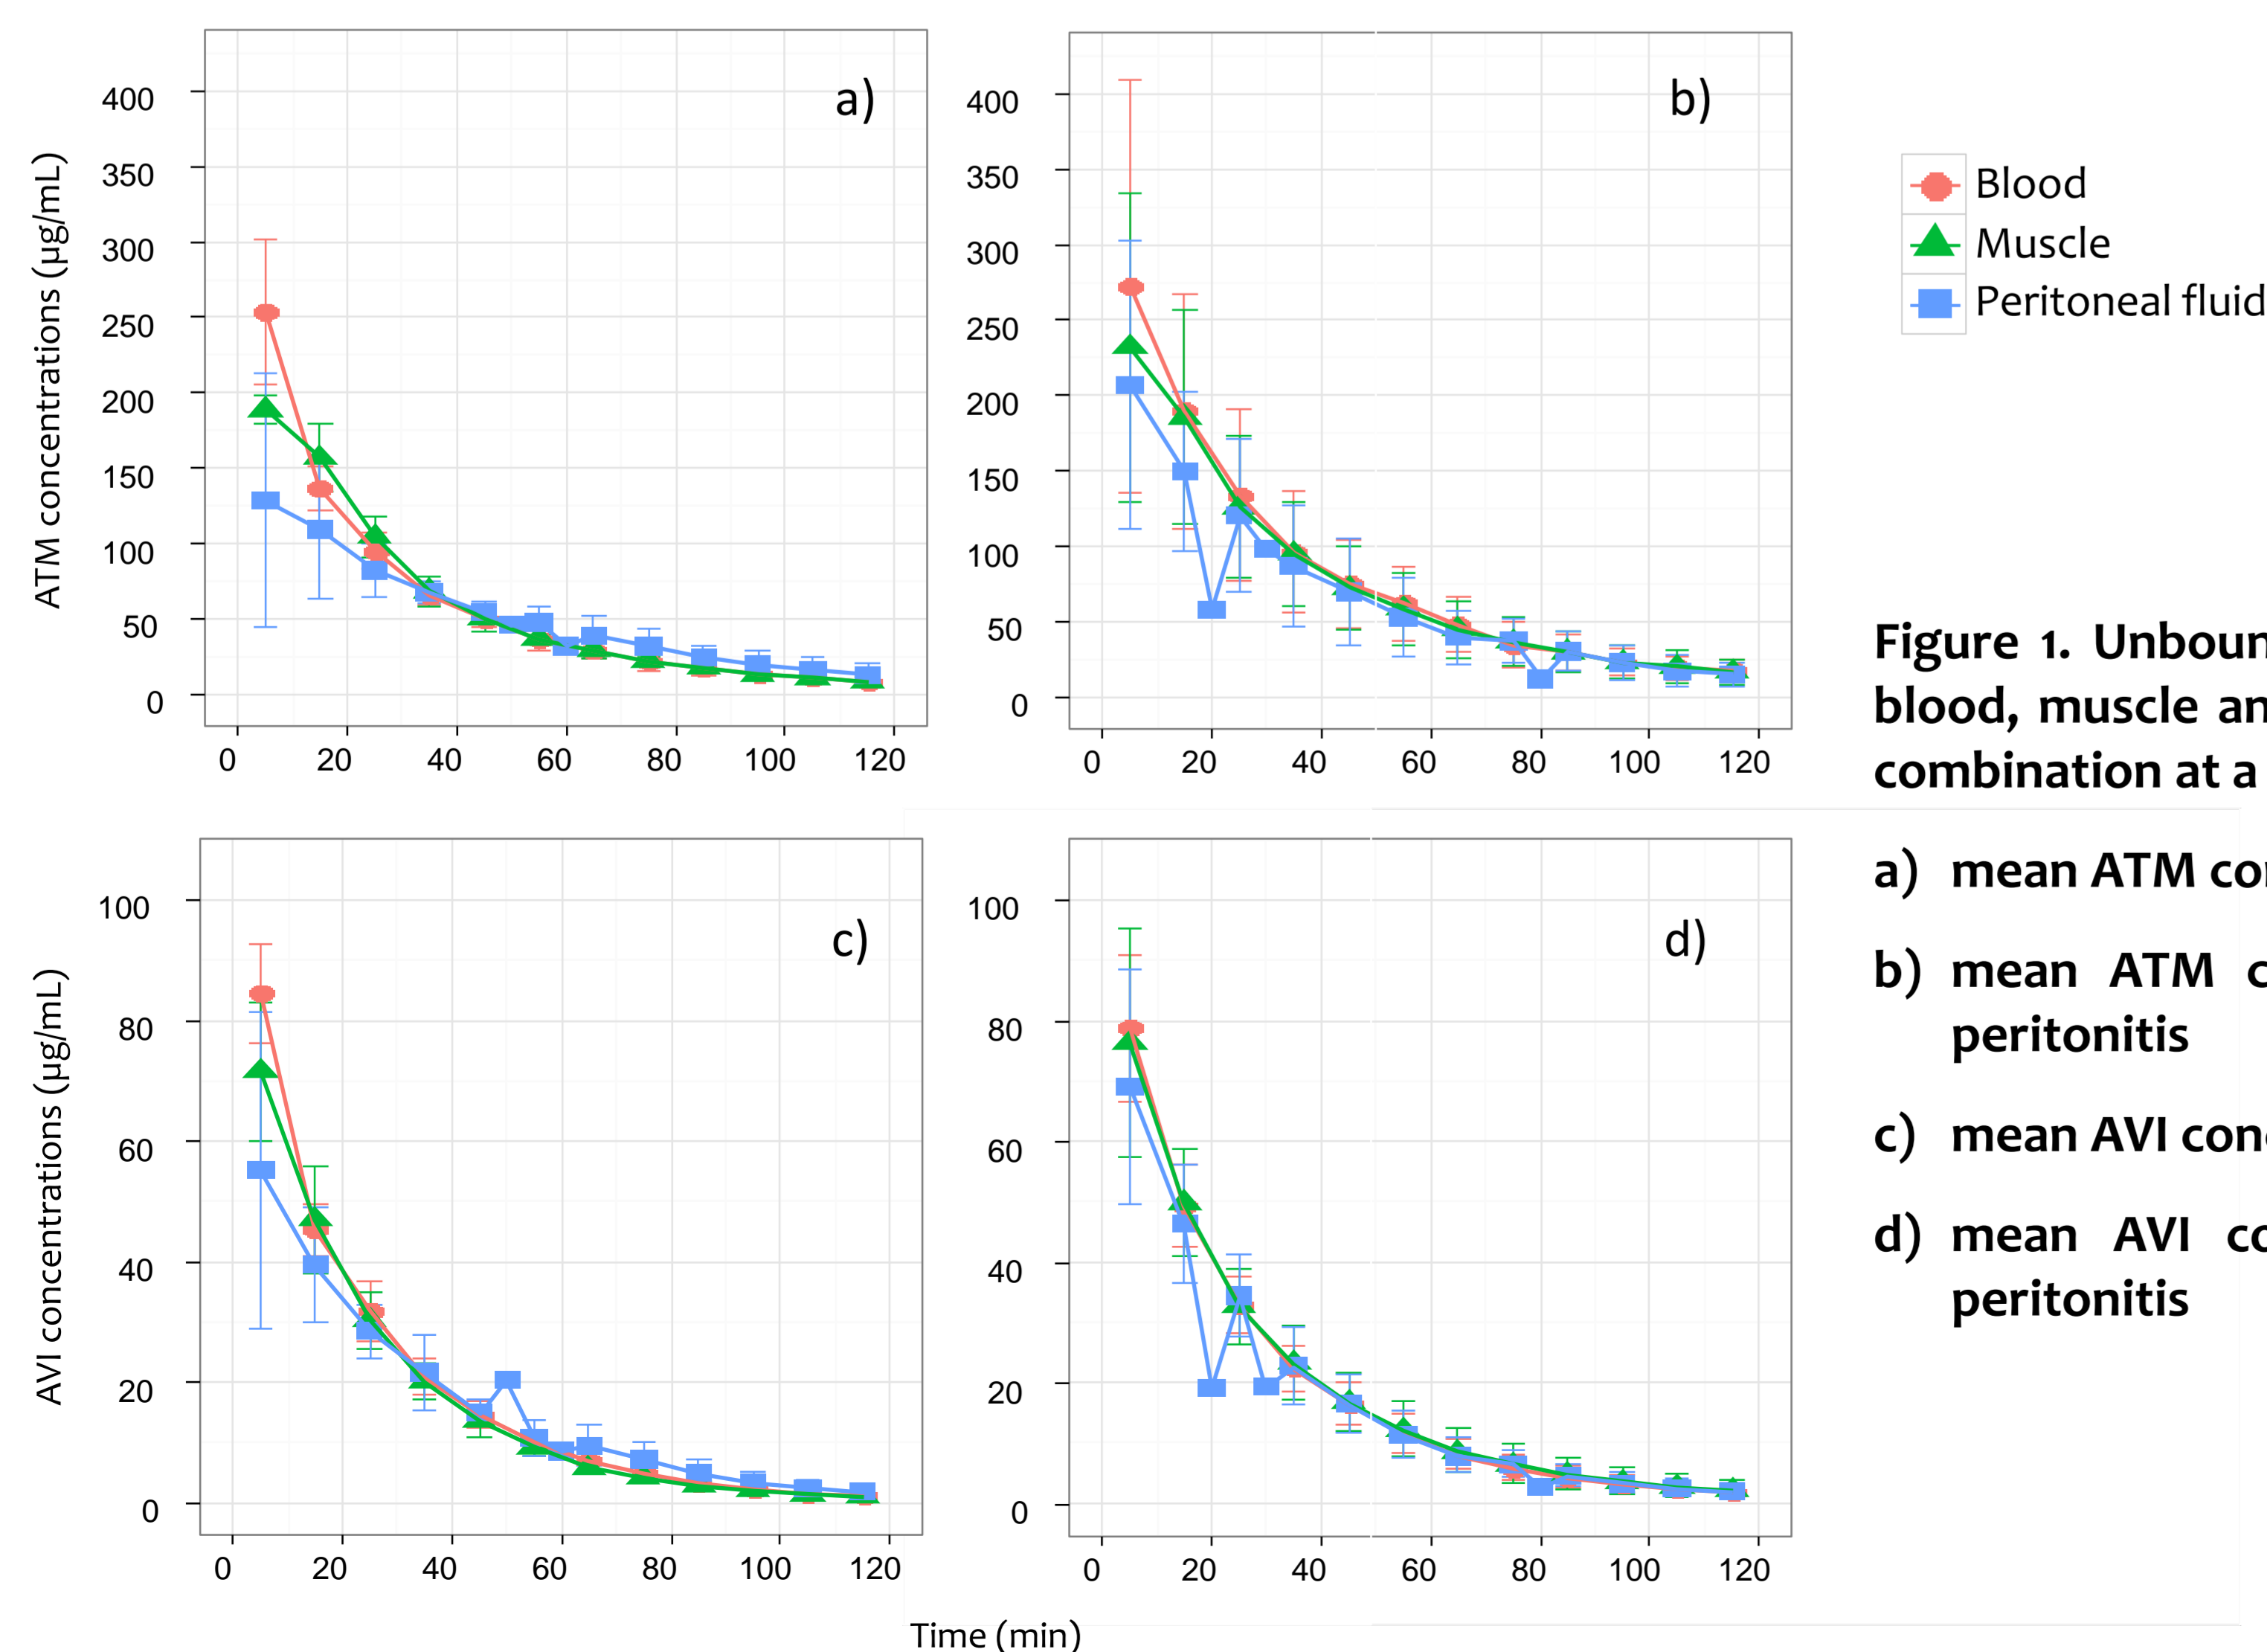 a)
b)
400
350
300
250
200
150
100
50
0
ATM concentrations (µg/mL)
0 20 40 60 80 100 120
400
350
300
250
200
150
100
50
0
0 20 40 60 80 100 120
Blood
Muscle
Peritoneal fluid
c)
d)
100
80
60
40
20
0
AVI concentrations (µg/mL)
0 20 40 60 80 100 120
100
80
60
40
20
0
0 20 40 60 80 100 120
Time (min)
Figure 1. Unboun
blood, muscle an
combination at a
a) mean ATM con
b) mean ATM c
peritonitis
c) mean AVI con
d) mean AVI co
peritonitis